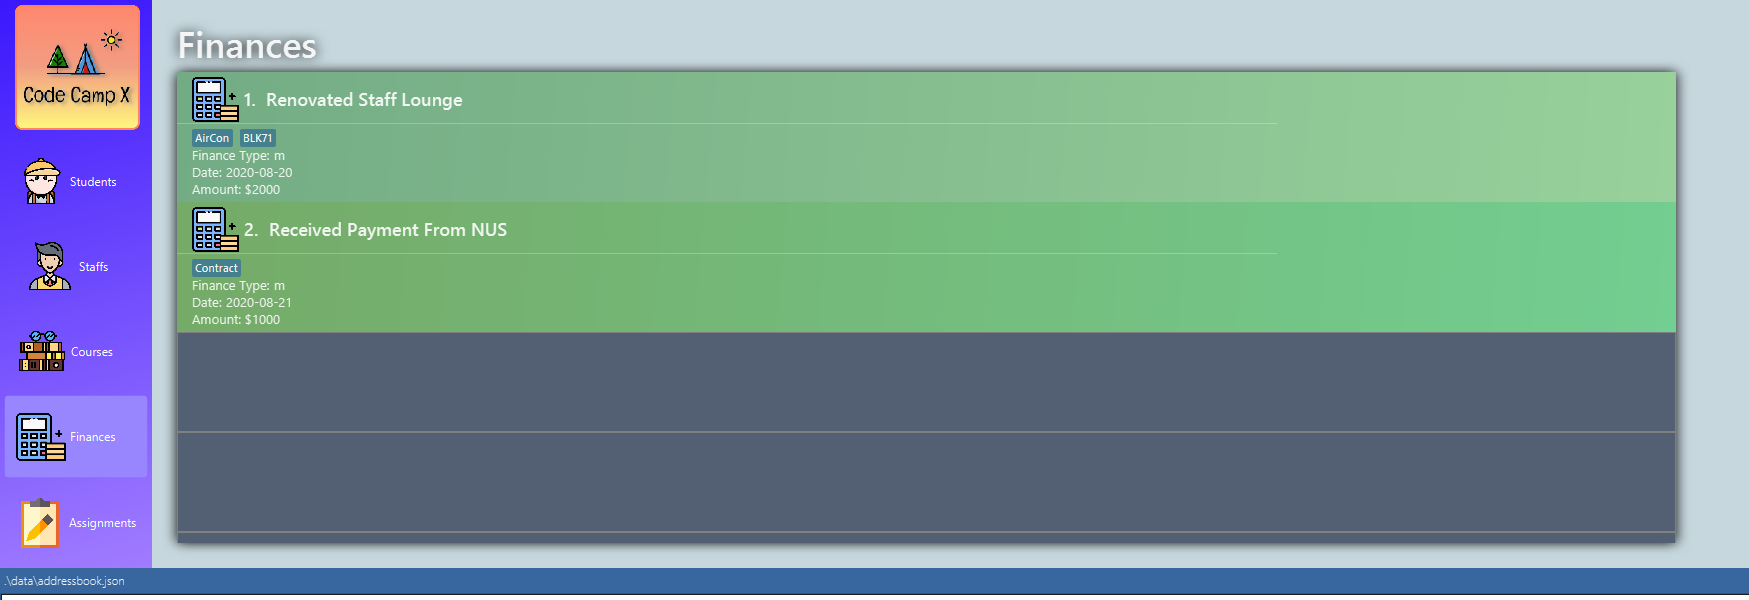 Code Camp X
Students
Staffs
Courses
Finances
Assignments
Finances
1. Renovated Staff Lounge
AirCon BLK71
Finance Type: m
Date: 2020-08-20
Amount: $2000
2. Received Payment From NUS
Contract
Finance Type: m
Date: 2020-08-21
Amount: $1000
.\data\addressbook.json